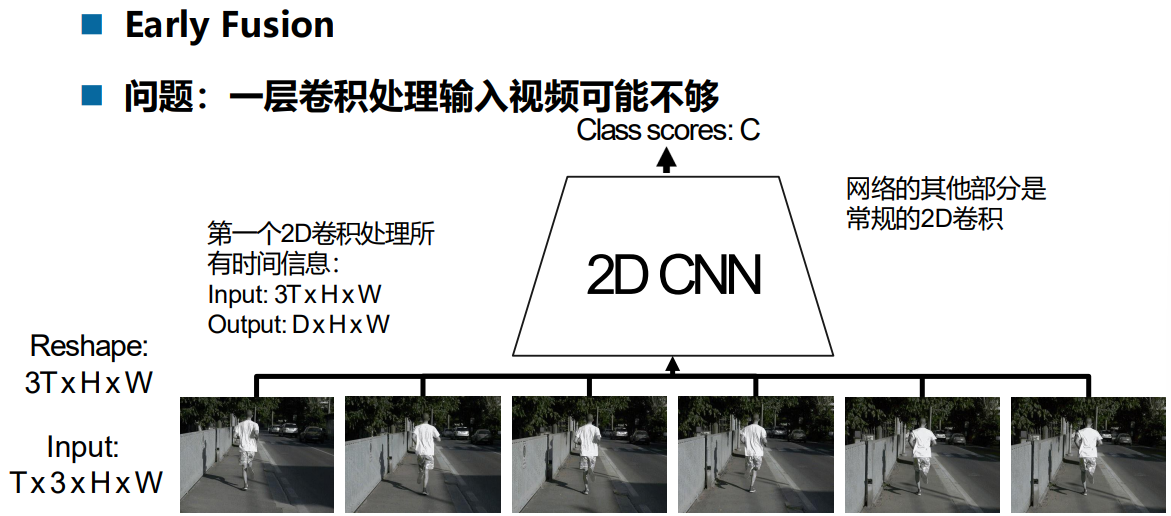 Early Fusion
问题：一层卷积处理输入视频可能不够
Class scores: C
网络的其他部分是
常规的2D卷积
第一个2D卷积处理所
有时间信息：
Input: 3T x H x W
Output: D x H x W
2D CNN
Reshape:
3T x H x W
Input:
T x 3 x H x W